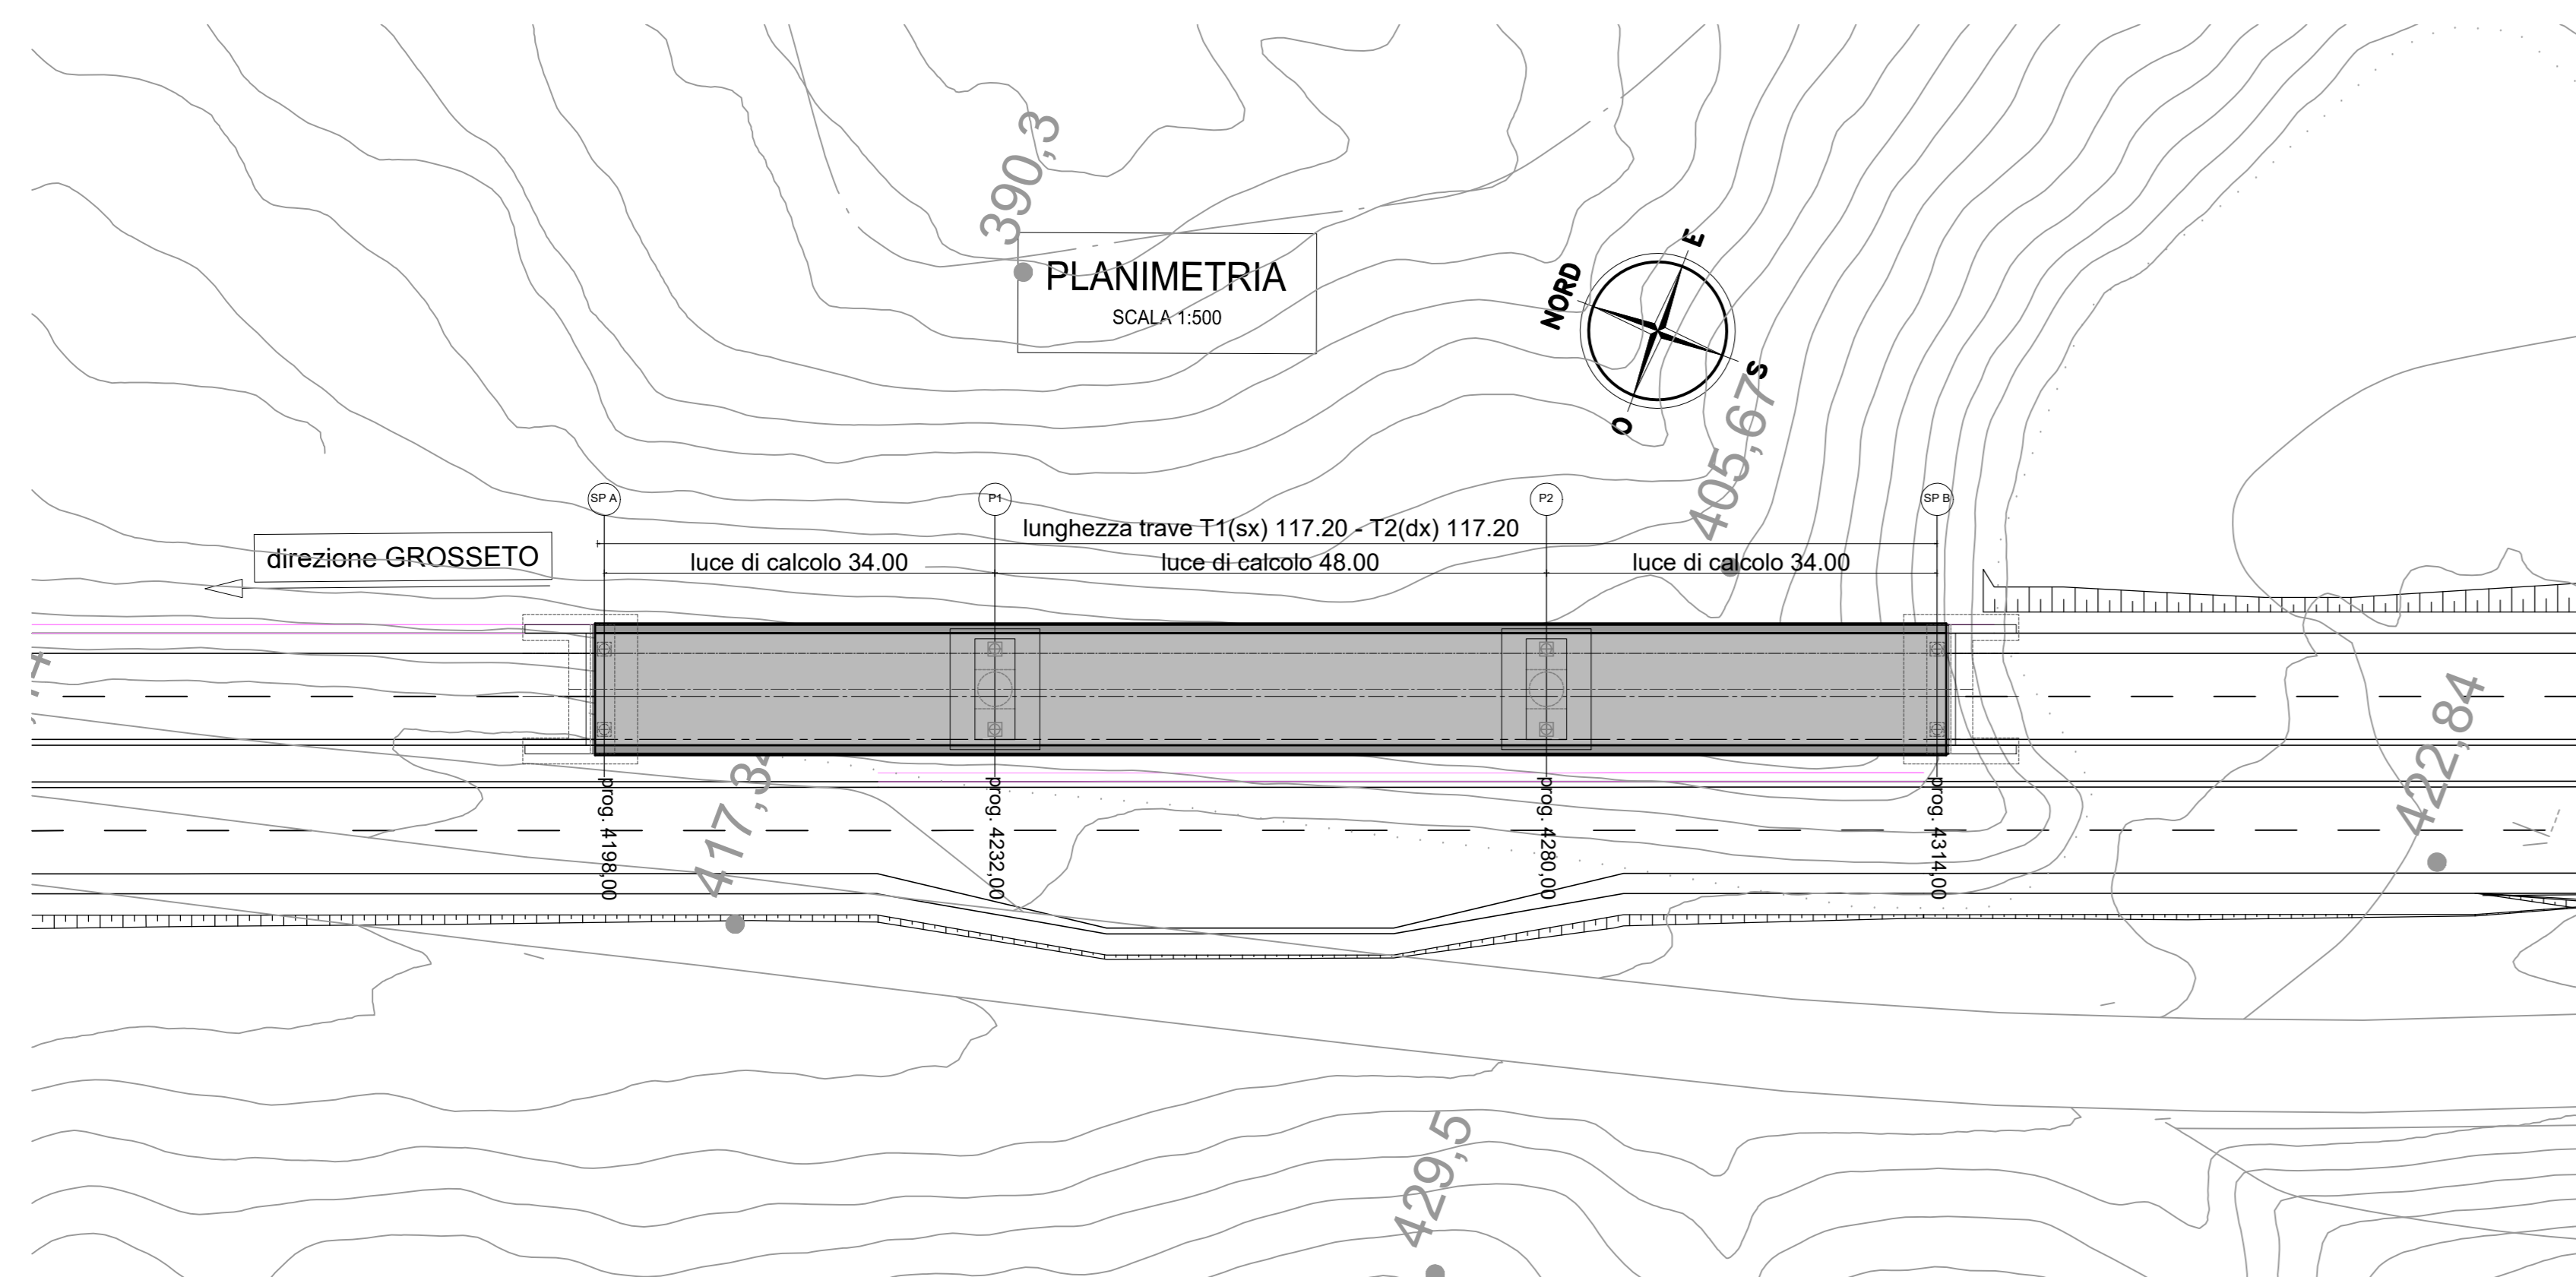 390,3
PLANIMETRIA
SCALA 1:500
NORD
E
S
O
405,67
SP A
P1
P2
SP B
lunghezza trave T1(sx) 117.20 - T2(dx) 117.20
direzione GROSSETO
luce di calcolo 34.00
luce di calcolo 48.00
luce di calcolo 34.00
prog. 4198,00
417,34
prog. 4232,00
prog. 4280,00
prog. 4314,00
422,84
429,5